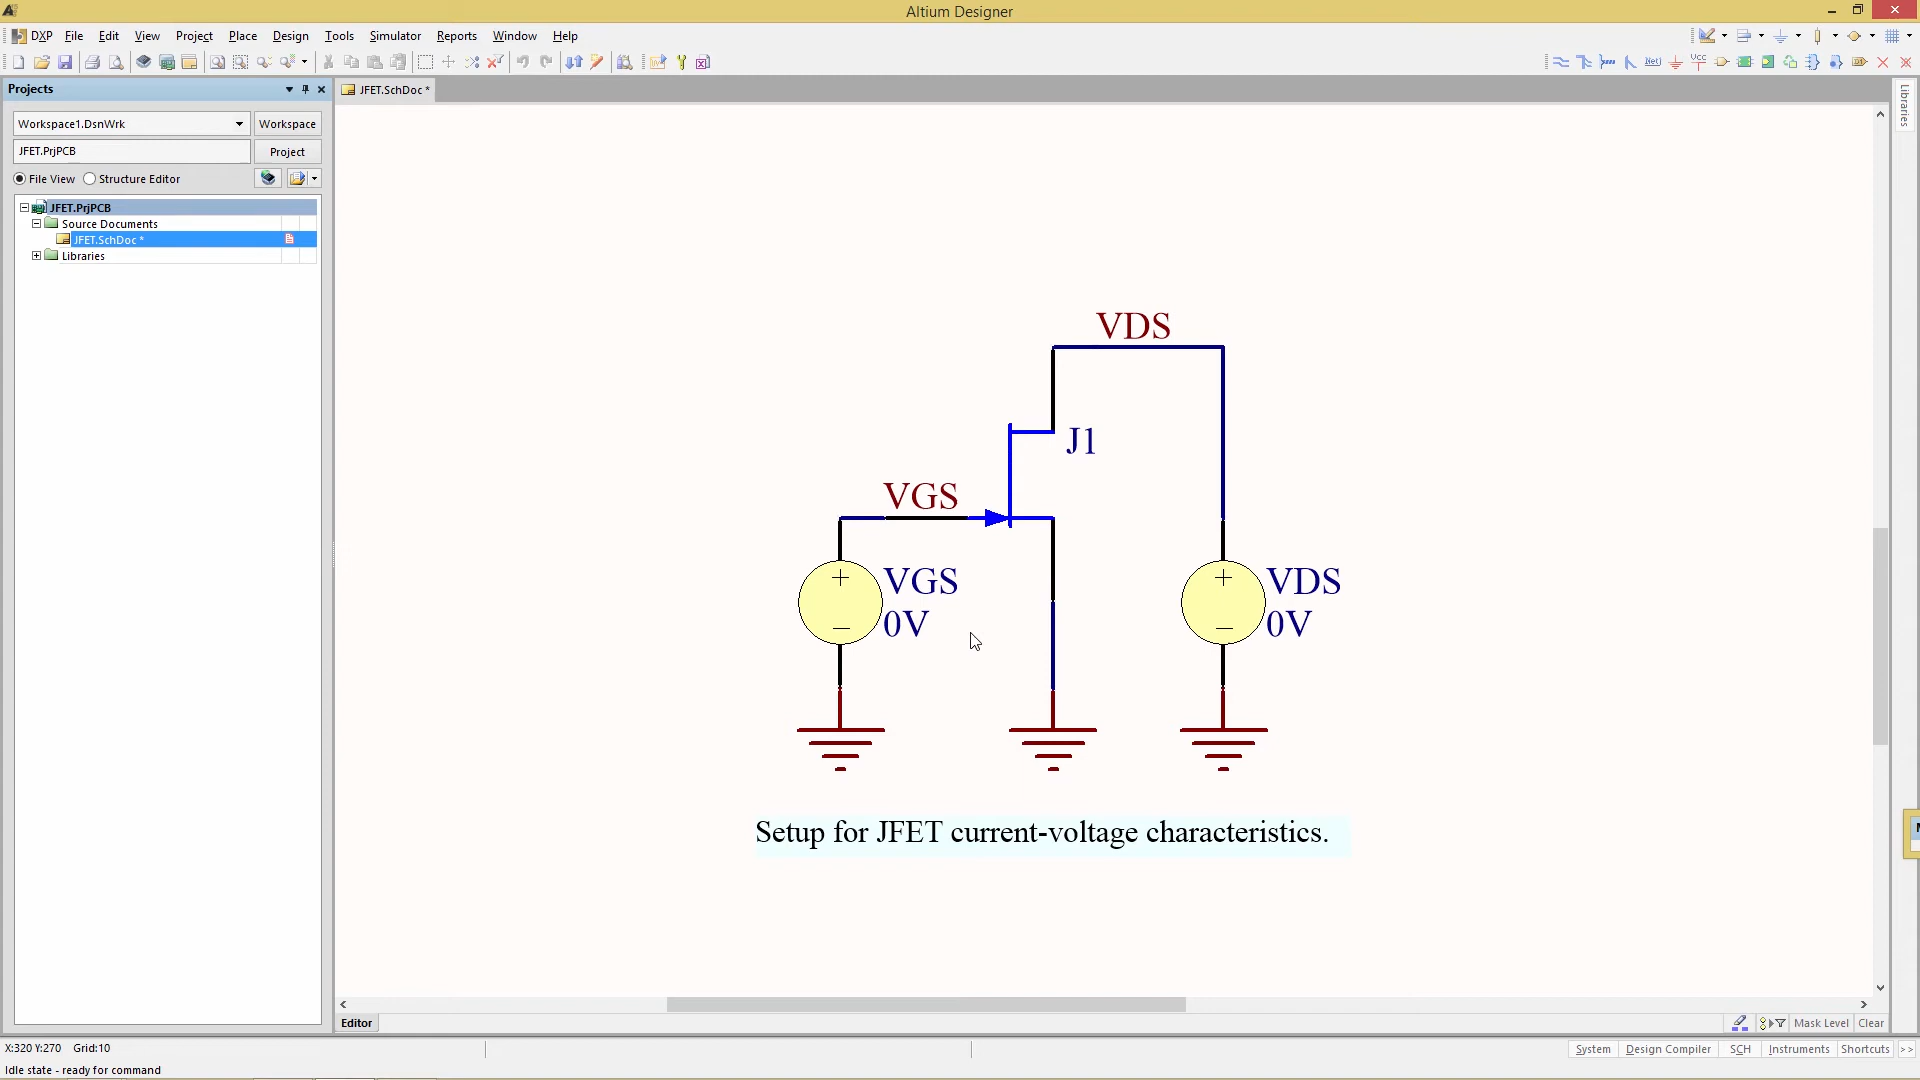 Altium Designer
DXP File Edit View Project Place Design Tools Simulator Reports Window Help
Net Vcc
Projects
JFET.SchDoc *
Workspace1.DsnWrk Workspace
JFET.PrjPCB Project
File View Structure Editor
JFET.PrjPCB
Source Documents
JFET.SchDoc *
Libraries
Libraries
VDS
J1
VGS
VGS
0V
VDS
0V
Setup for JFET current-voltage characteristics.
Editor
Mask Level Clear
X:320 Y:270 Grid:10
System Design Compiler SCH Instruments Shortcuts >>
Idle state - ready for command